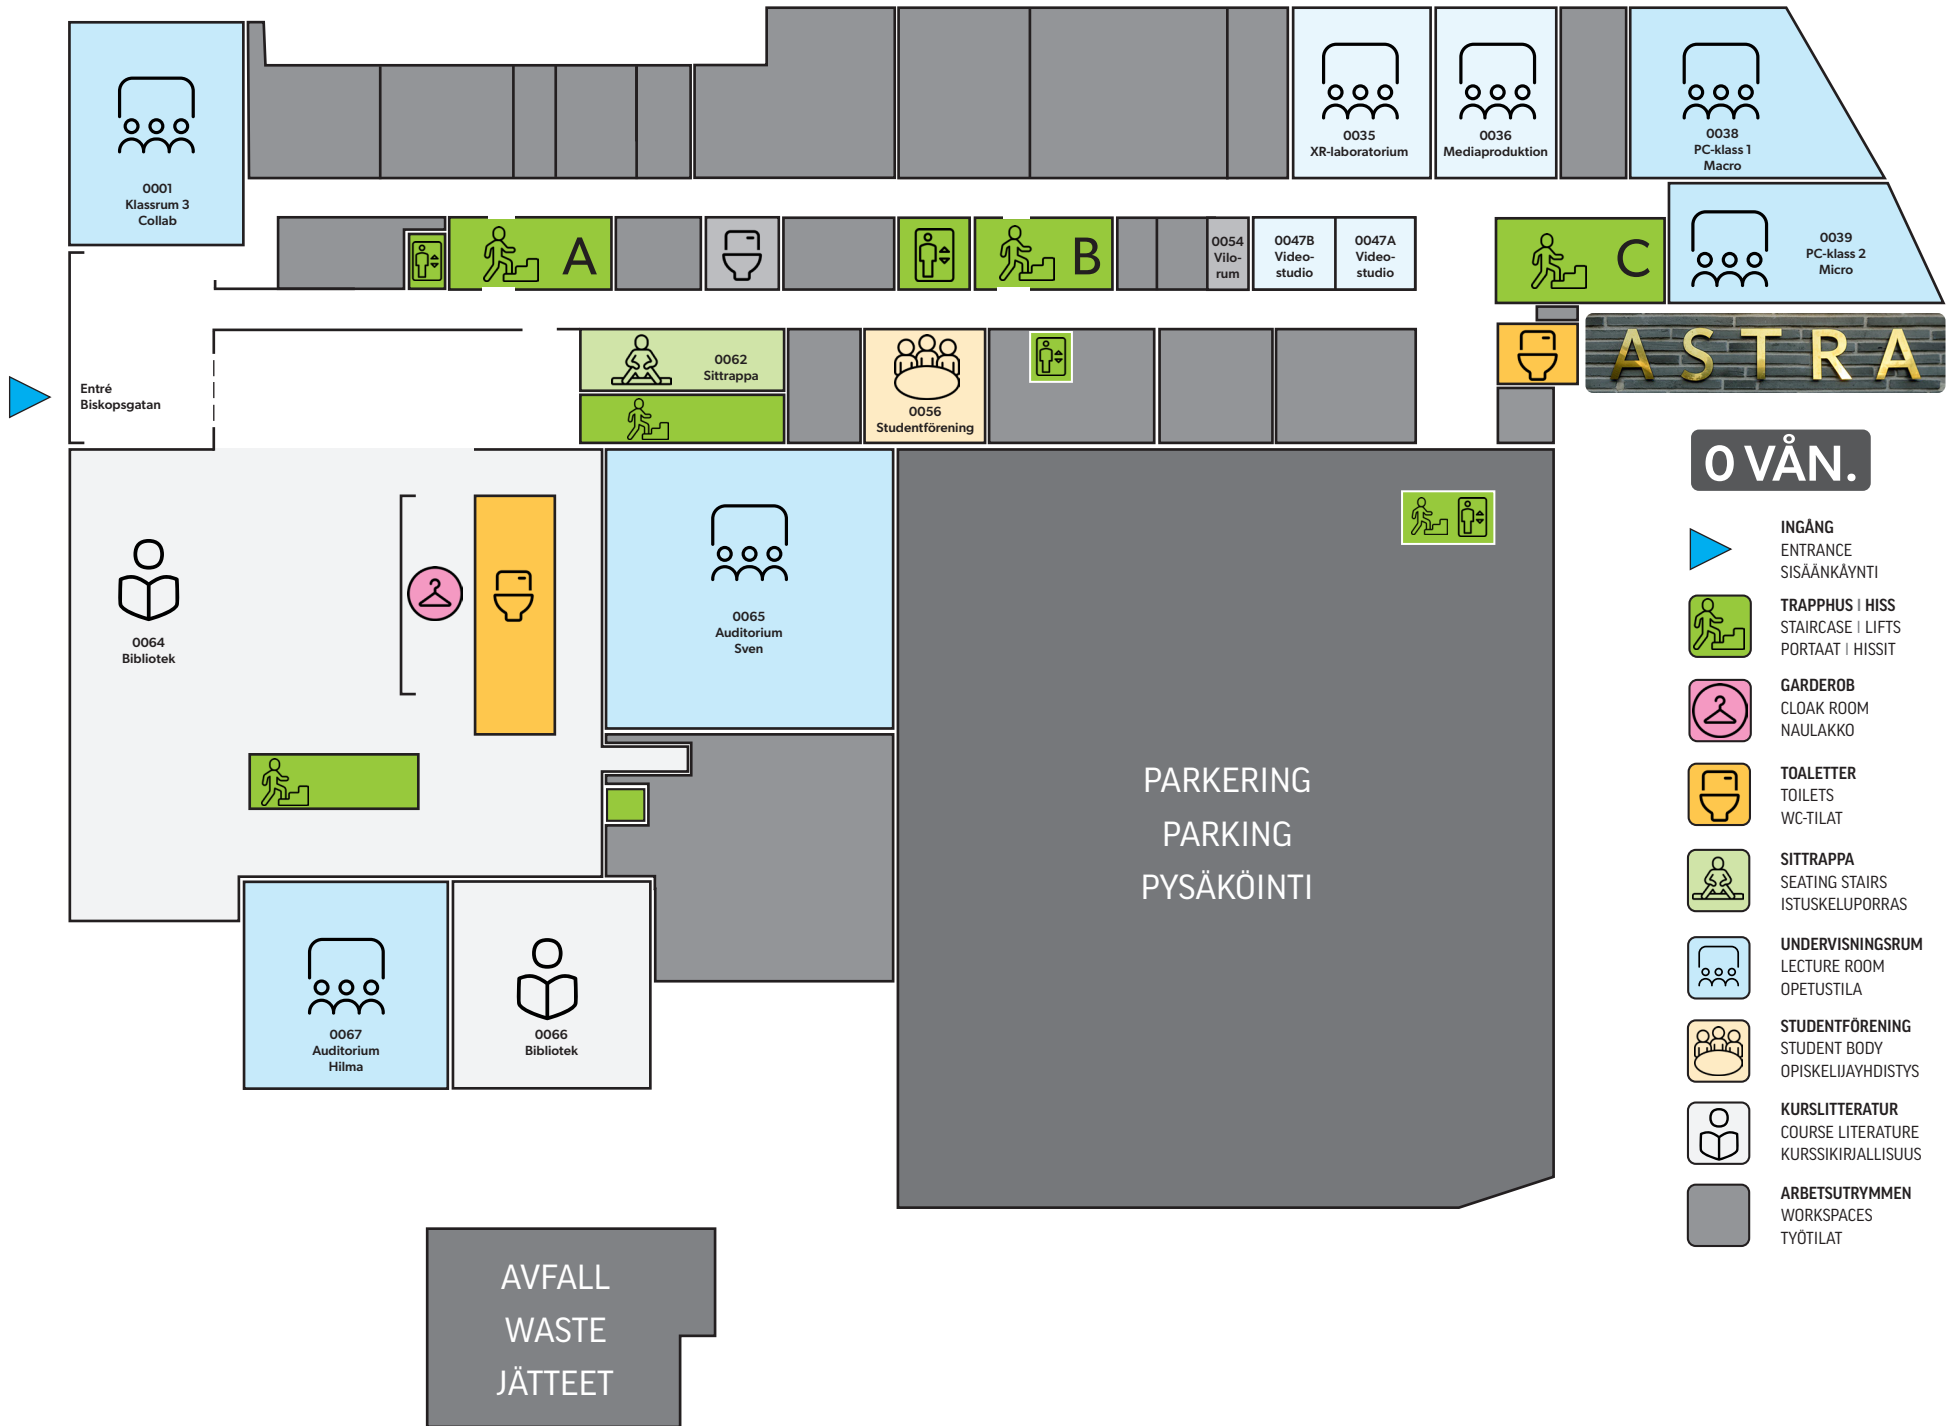 0001
Klassrum 3
Collab
0035
XR-laboratorium
0036
Mediaproduktion
0038
PC-klass 1
Macro
A
B
0054
Vilo-
rum
0047B
Video-
studio
0047A
Video-
studio
C
0039
PC-klass 2
Micro
ASTRA
Entré
Biskopsgatan
0062
Sittrappa
0056
Studentförening
0 VÅN.
0064
Bibliotek
0065
Auditorium
Sven
0067
Auditorium
Hilma
0066
Bibliotek
PARKERING
PARKING
PYSÄKÖINTI
AVFALL
WASTE
JÄTTEET
INGÅNG
ENTRANCE
SISÄÄNKÅYNTI
TRAPPHUS | HISS
STAIRCASE | LIFTS
PORTAAT | HISSIT
GARDEROB
CLOAK ROOM
NAULAKKO
TOALETTER
TOILETS
WC-TILAT
SITTRAPPA
SEATING STAIRS
ISTUSKELUPORRAS
UNDERVISNINGSRUM
LECTURE ROOM
OPETUSTILA
STUDENTFÖRENING
STUDENT BODY
OPISKELIJAYHDISTYS
KURSLITTERATUR
COURSE LITERATURE
KURSSIKIRJALLISUUS
ARBETSUTRYMMEN
WORKSPACES
TYÖTILAT